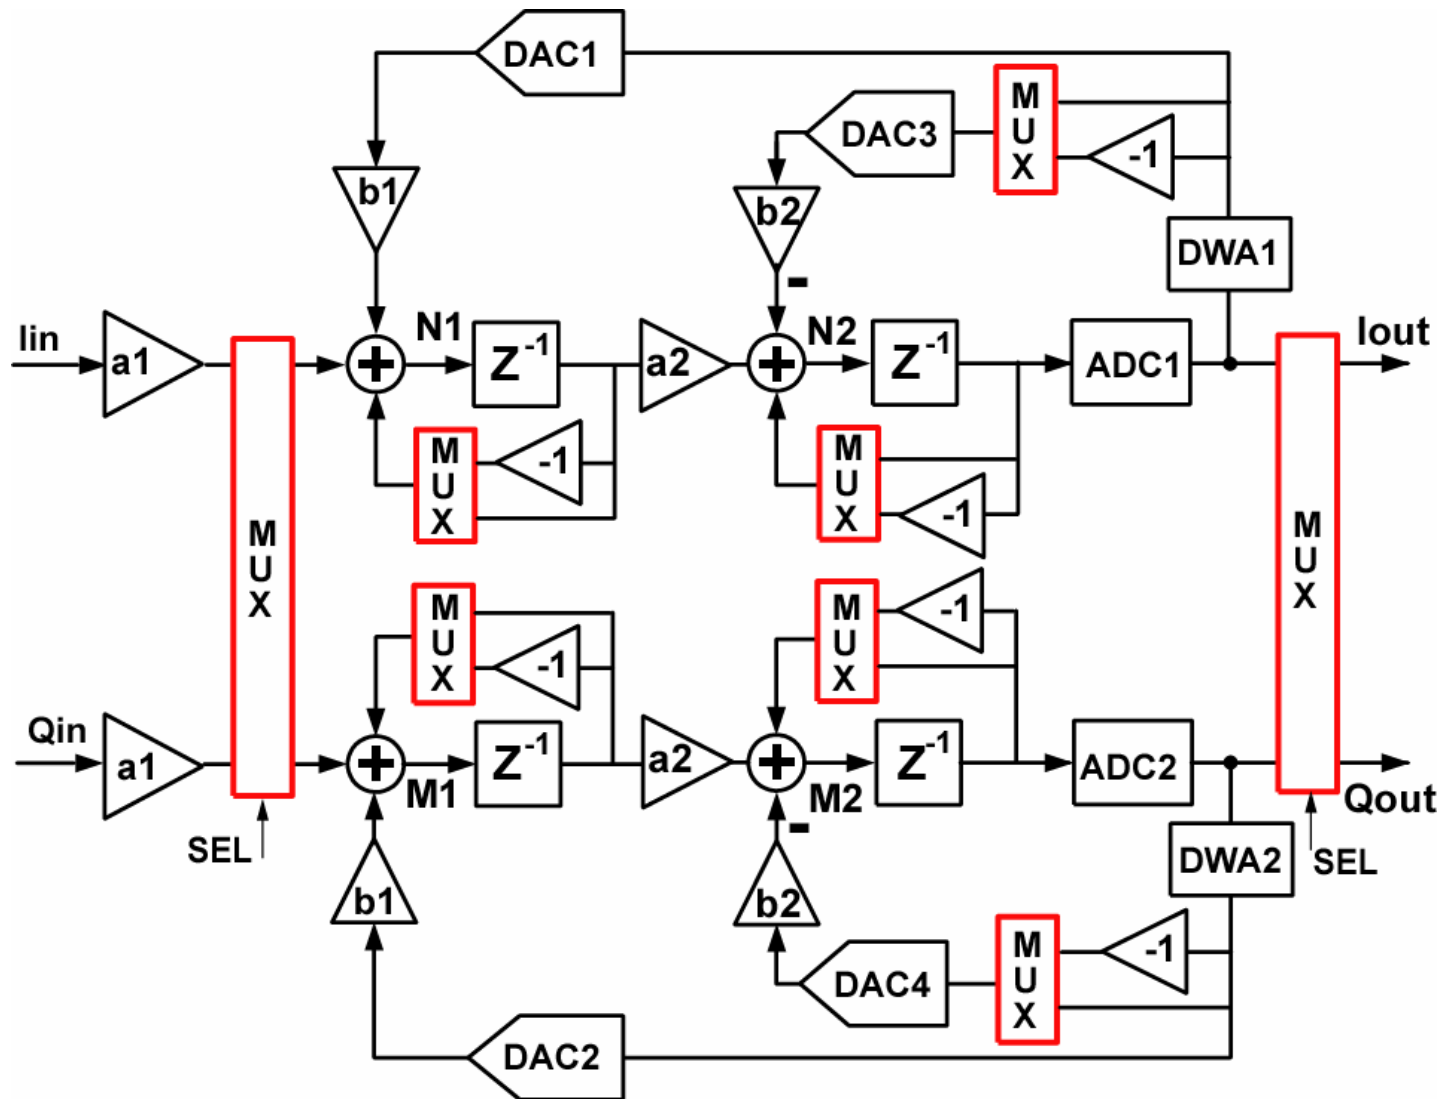 DAC1
M
U
X
DAC3
-1
b1
b2
DWA1
-
Iin
a1
N1
Z-1
a2
N2
Z-1
ADC1
Iout
+
+
M
U
X
-1
M
U
X
-1
M
U
X
M
U
X
M
U
X
-1
M
U
X
-1
Qin
a1
+
M1
Z-1
a2
+
M2
Z-1
ADC2
Qout
SEL
-
DWA2
SEL
b1
b2
M
U
X
-1
DAC4
DAC2